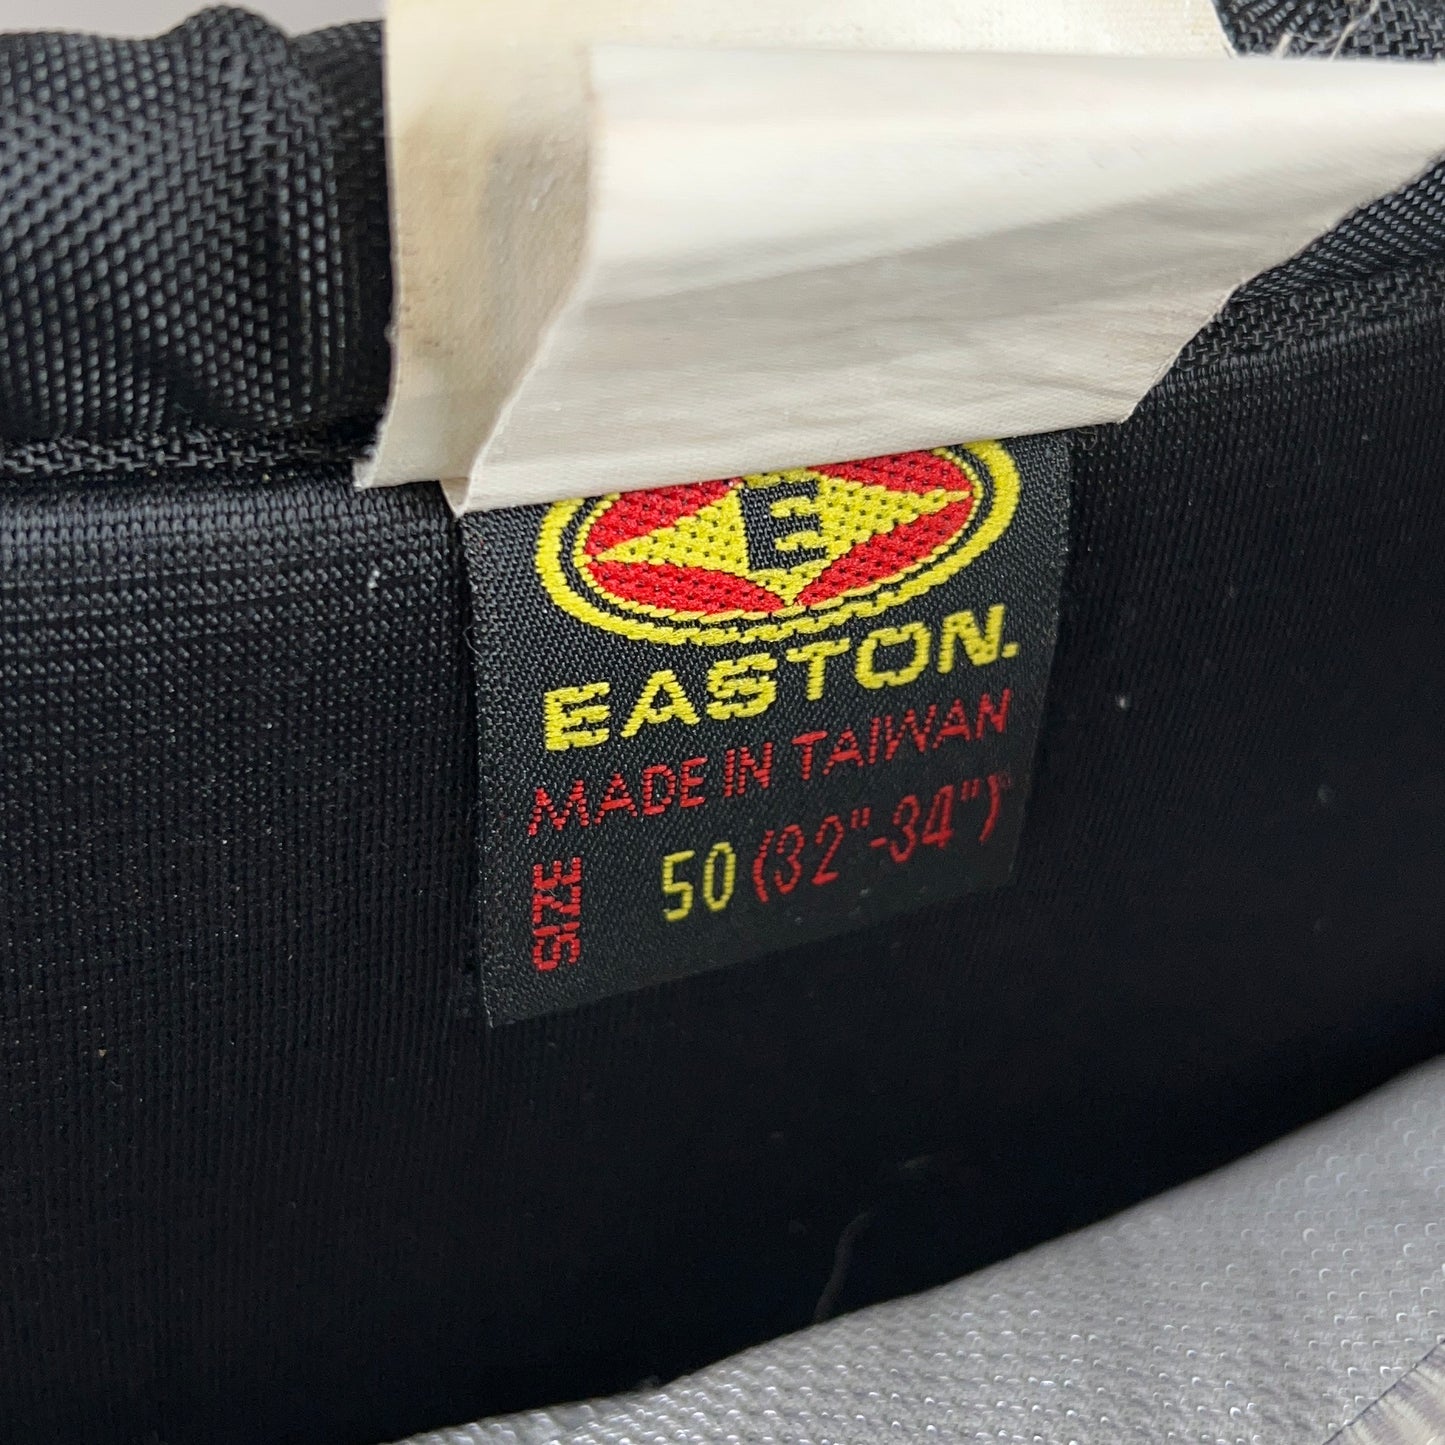 E
EASTON.
MADE IN TAIWAN
SIZE 50 (32"-34")